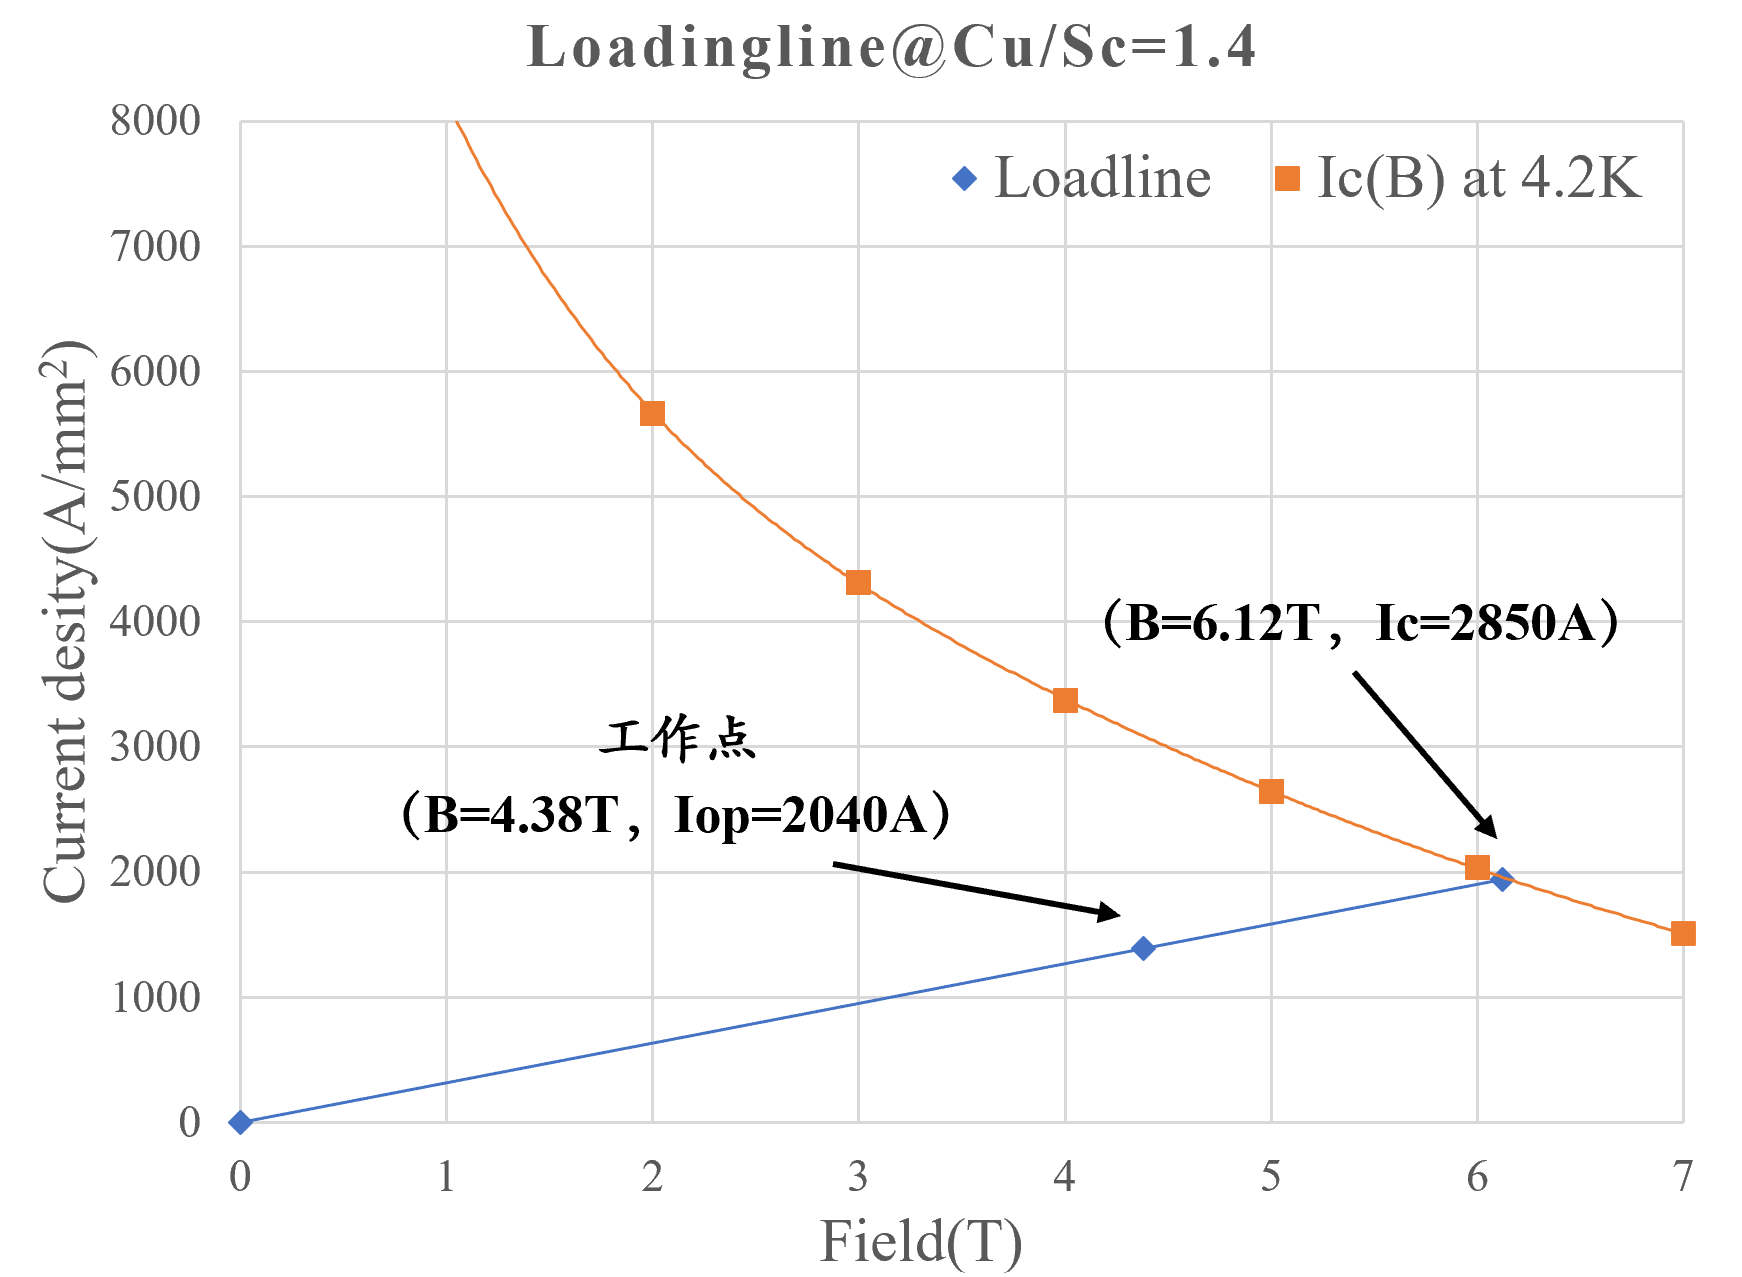 Loadingline@Cu/Sc=1.4
8000
7000
6000
5000
4000
3000
2000
1000
0
Current desity(A/mm²)
Loadline
Ic(B) at 4.2K
（B=6.12T，Ic=2850A）
工作点
（B=4.38T，Iop=2040A）
0 1 2 3 4 5 6 7
Field(T)